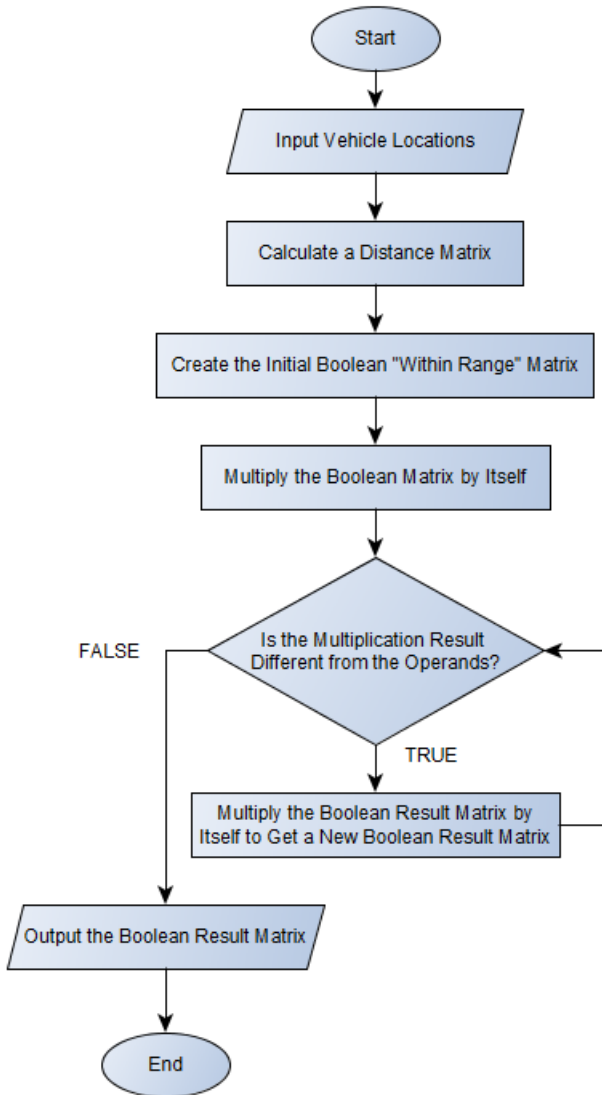 Start
Input Vehicle Locations
Calculate a Distance Matrix
Create the Initial Boolean "Within Range" Matrix
Multiply the Boolean Matrix by Itself
Is the Multiplication Result
Different from the Operands?
FALSE
TRUE
Multiply the Boolean Result Matrix by
Itself to Get a New Boolean Result Matrix
Output the Boolean Result Matrix
End